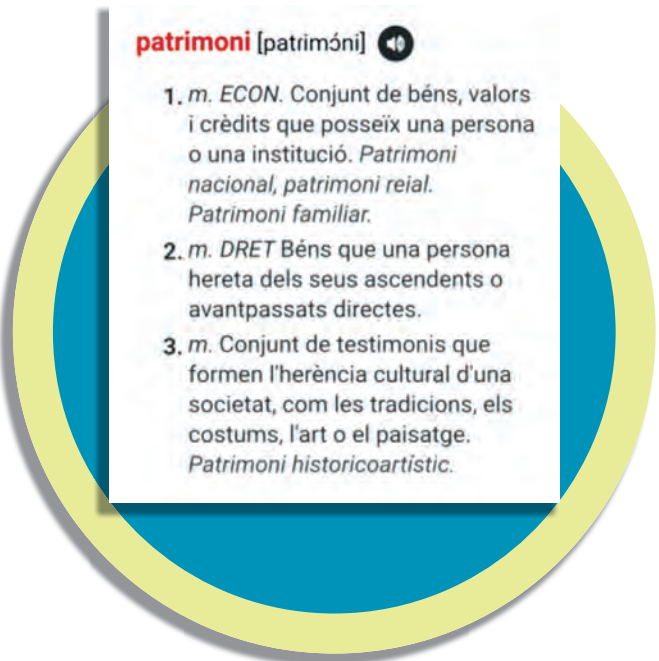 patrimoni [patrimɔ́ni]
1. m. ECON. Conjunt de béns, valors
i crèdits que posseïx una persona
o una institució. Patrimoni
nacional, patrimoni reial.
Patrimoni familiar.
2. m. DRET Béns que una persona
hereta dels seus ascendents o
avantpassats directes.
3. m. Conjunt de testimonis que
formen l'herència cultural d'una
societat, com les tradicions, els
costums, l'art o el paisatge.
Patrimoni historicoartístic.